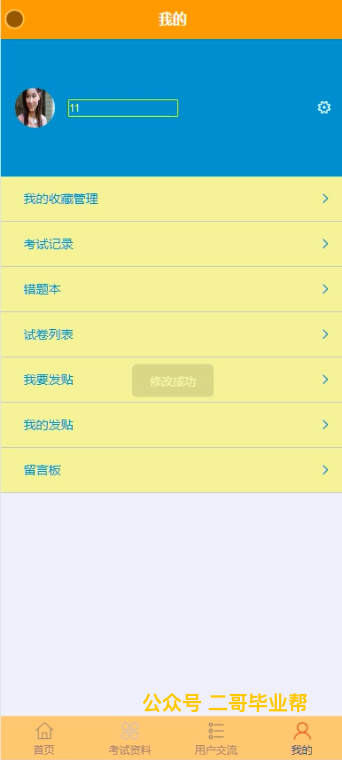 我的
11
我的收藏管理
考试记录
错题本
试卷列表
我要发贴
修改成功
我的发贴
留言板
公众号 二哥毕业帮
首页
考试资料
用户交流
我的